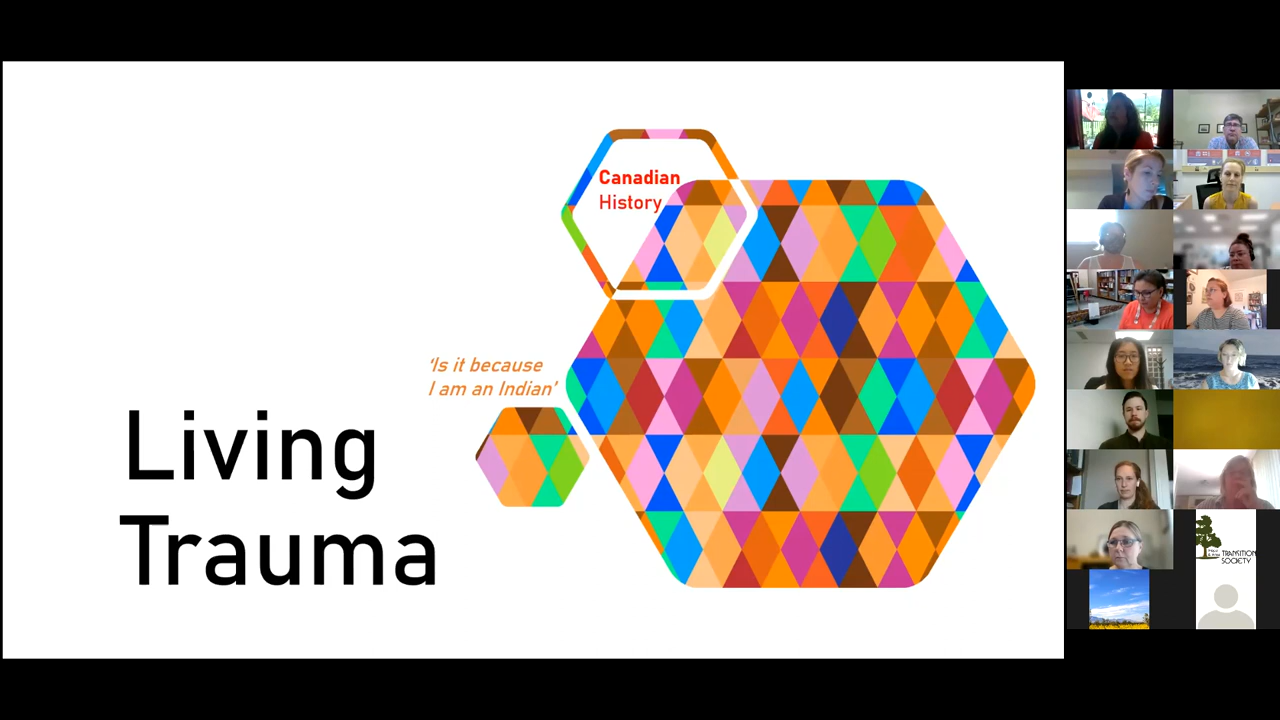 Canadian
History
'Is it because
I am an Indian'
Living
Trauma
TRANSITION
SOCIETY